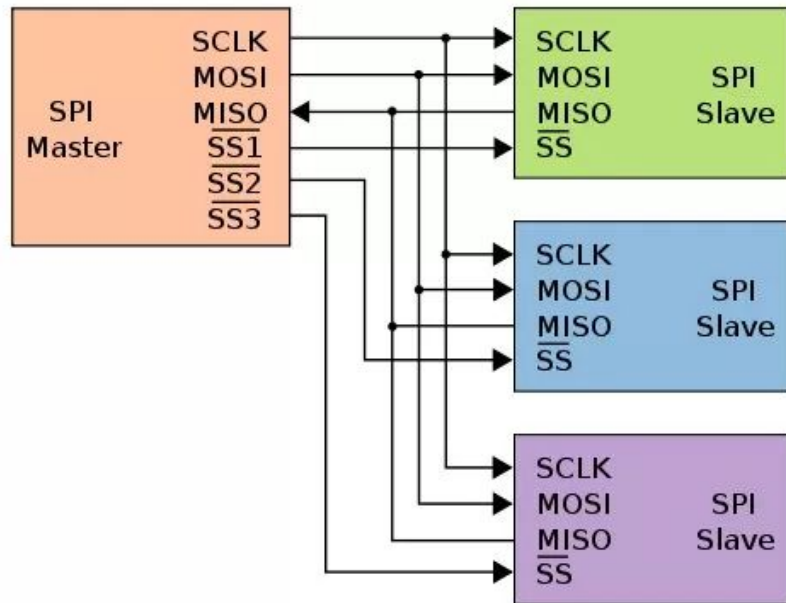 SCLK
MOSI
MISO
SS1
SS2
SS3
SPI
Master
SCLK
MOSI
MISO
SS
SPI
Slave
SCLK
MOSI
MISO
SS
SPI
Slave
SCLK
MOSI
MISO
SS
SPI
Slave